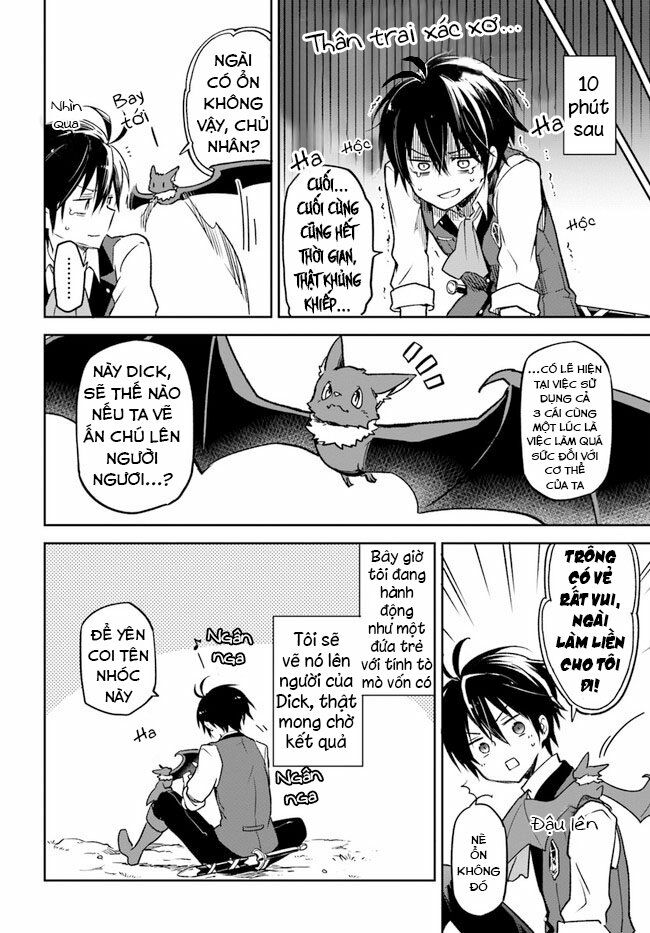 Thân trai xác xơ...
10
phút
sau
Ha
Hộc
Ha
Hộc
CUỐI...
CUỐI CÙNG
CŨNG HẾT
THỜI GIAN,
THẬT KHỦNG
KHIẾP...
NGÀI
CÓ ỔN
KHÔNG
VẬY, CHỦ
NHÂN?
Bay
tới
Nhìn
Qua
.........
...CÓ LẼ HIỆN
TẠI VIỆC SỬ
DỤNG CẢ
3 CÁI CÙNG
MỘT LÚC LÀ
VIỆC LÀM QUÁ
SỨC ĐỐI VỚI
CƠ THỂ
CỦA TA
NÀY DICK,
SẼ THẾ NÀO
NẾU TA VẼ
ẤN CHÚ LÊN
NGƯỜI
NGƯƠI...?
TRÔNG
CÓ VẺ
RẤT VUI,
NGÀI
LÀM LIỀN
CHO TÔI
ĐI!
Đậu lên
NÈ
ỔN
KHÔNG
ĐÓ
Bây giờ
tôi đang
hành
động
như một
đứa trẻ
với tính tò
mò vốn có
Tôi sẽ
vẽ nó lên
người của
Dick, thật
mong chờ
kết quả
Ngân
nga
ĐỂ YÊN
COI TÊN
NHÓC
NÀY
Ha
Ngân
nga